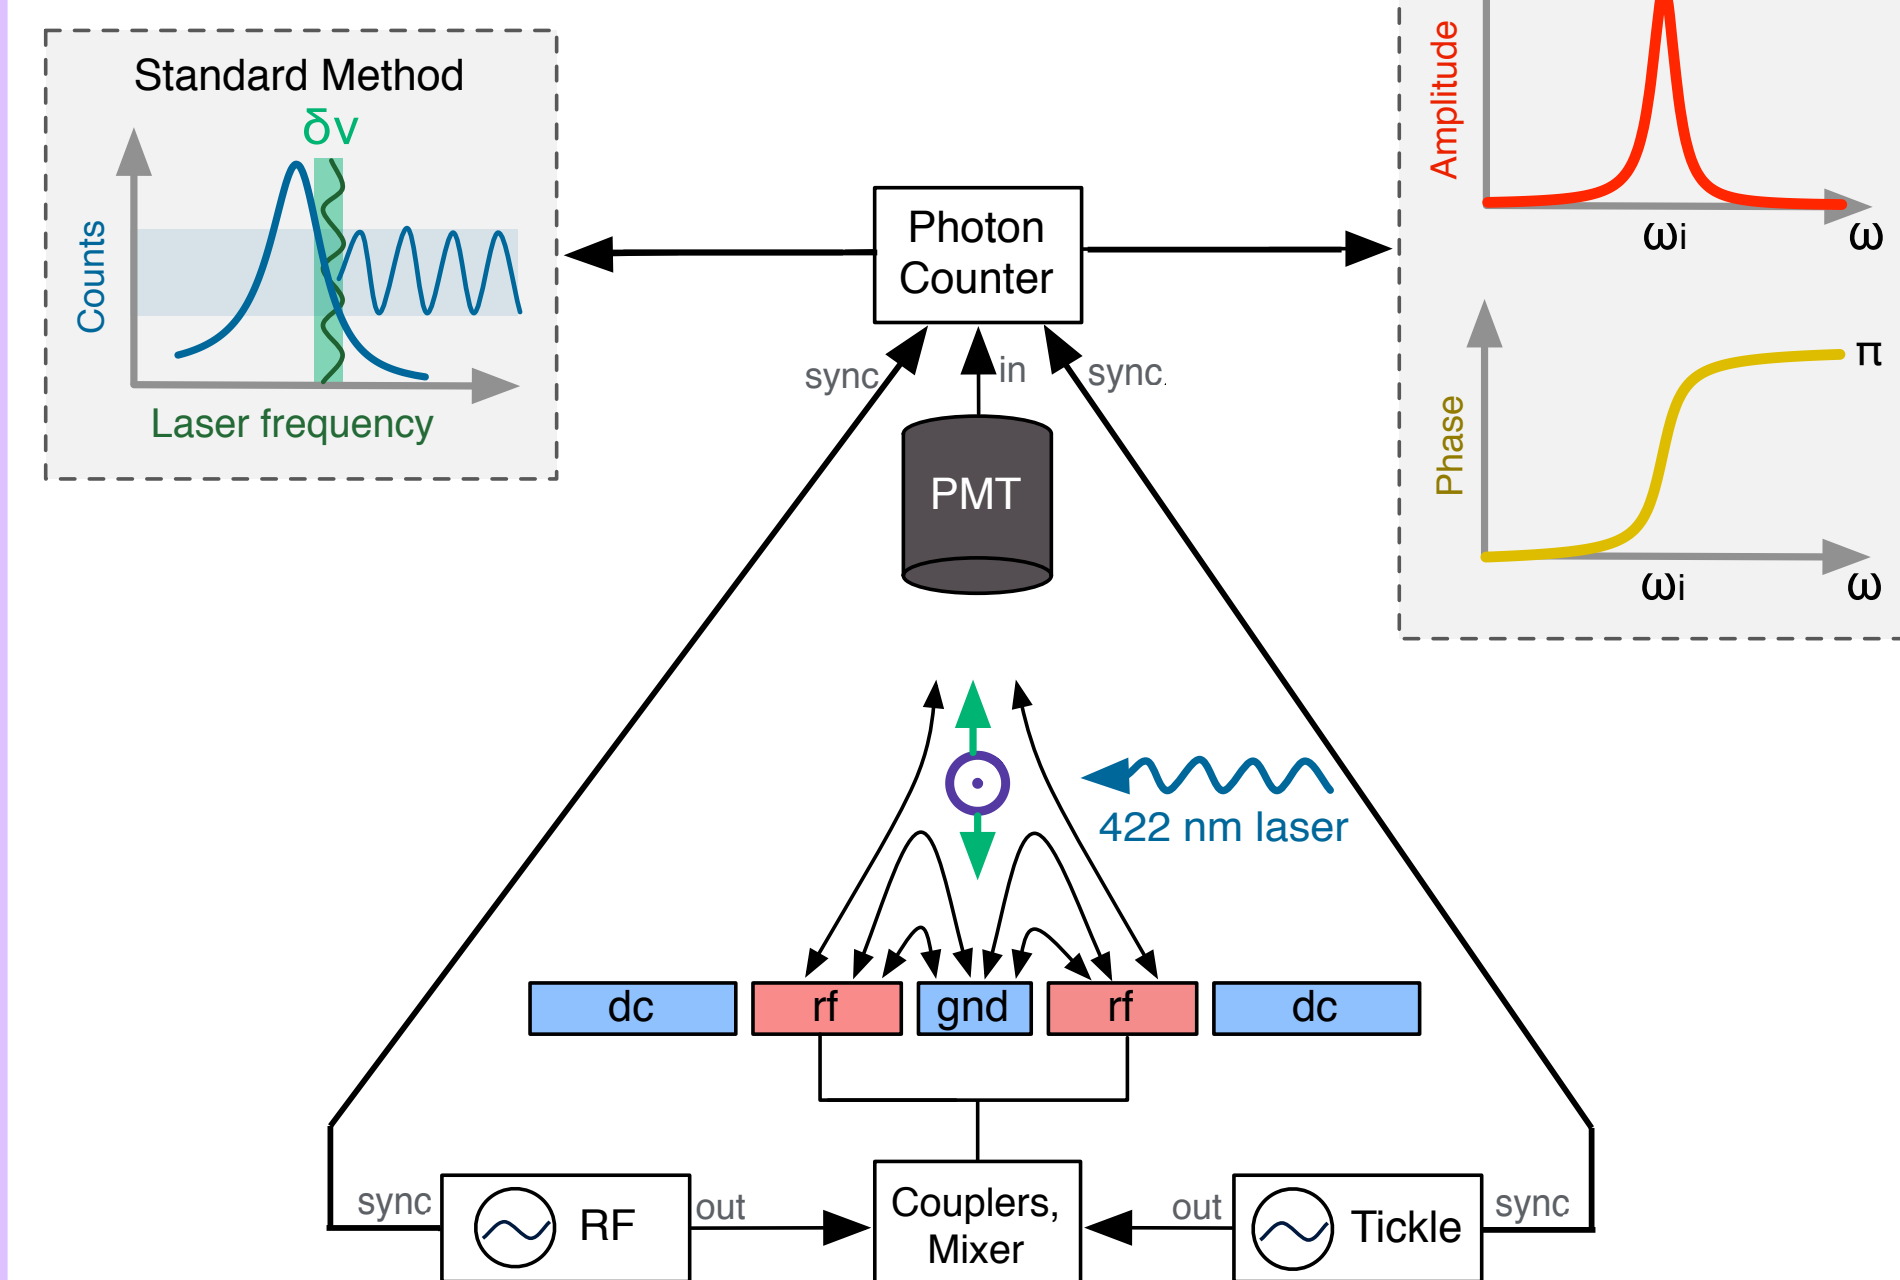 Standard Method
δν
Counts
Laser frequency
Photon
Counter
Amplitude
ωi
ω
π
Phase
ωi
ω
sync
in
sync.
PMT
422 nm laser
dc
rf
gnd
rf
dc
sync
RF
out
Couplers,
Mixer
out
Tickle
sync